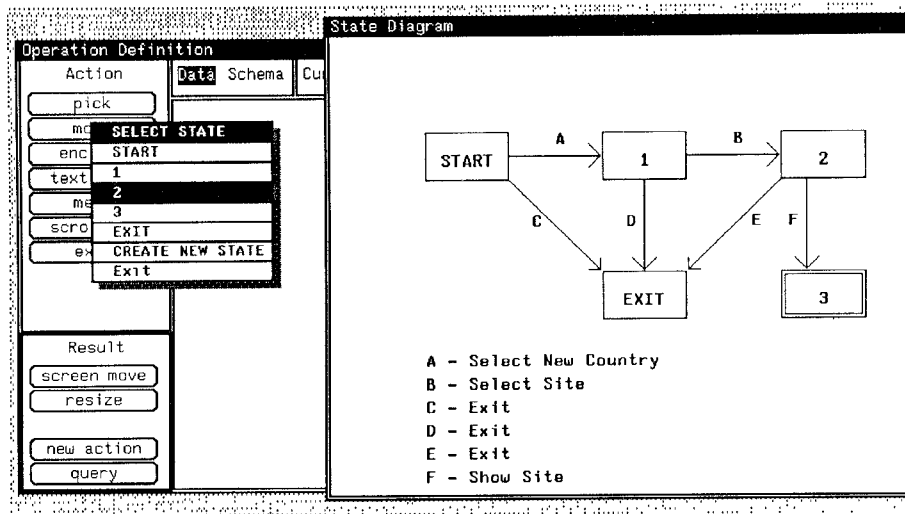 State Diagram
Operation Definition
Action
Data Schema
pick
SELECT STATE
START
1
2
3
EXIT
CREATE NEW STATE
Exit
Result
screen move
resize
new action
query
A
B
START
1
2
C
D
E
F
EXIT
3
A - Select New Country
B - Select Site
C - Exit
D - Exit
E - Exit
F - Show Site